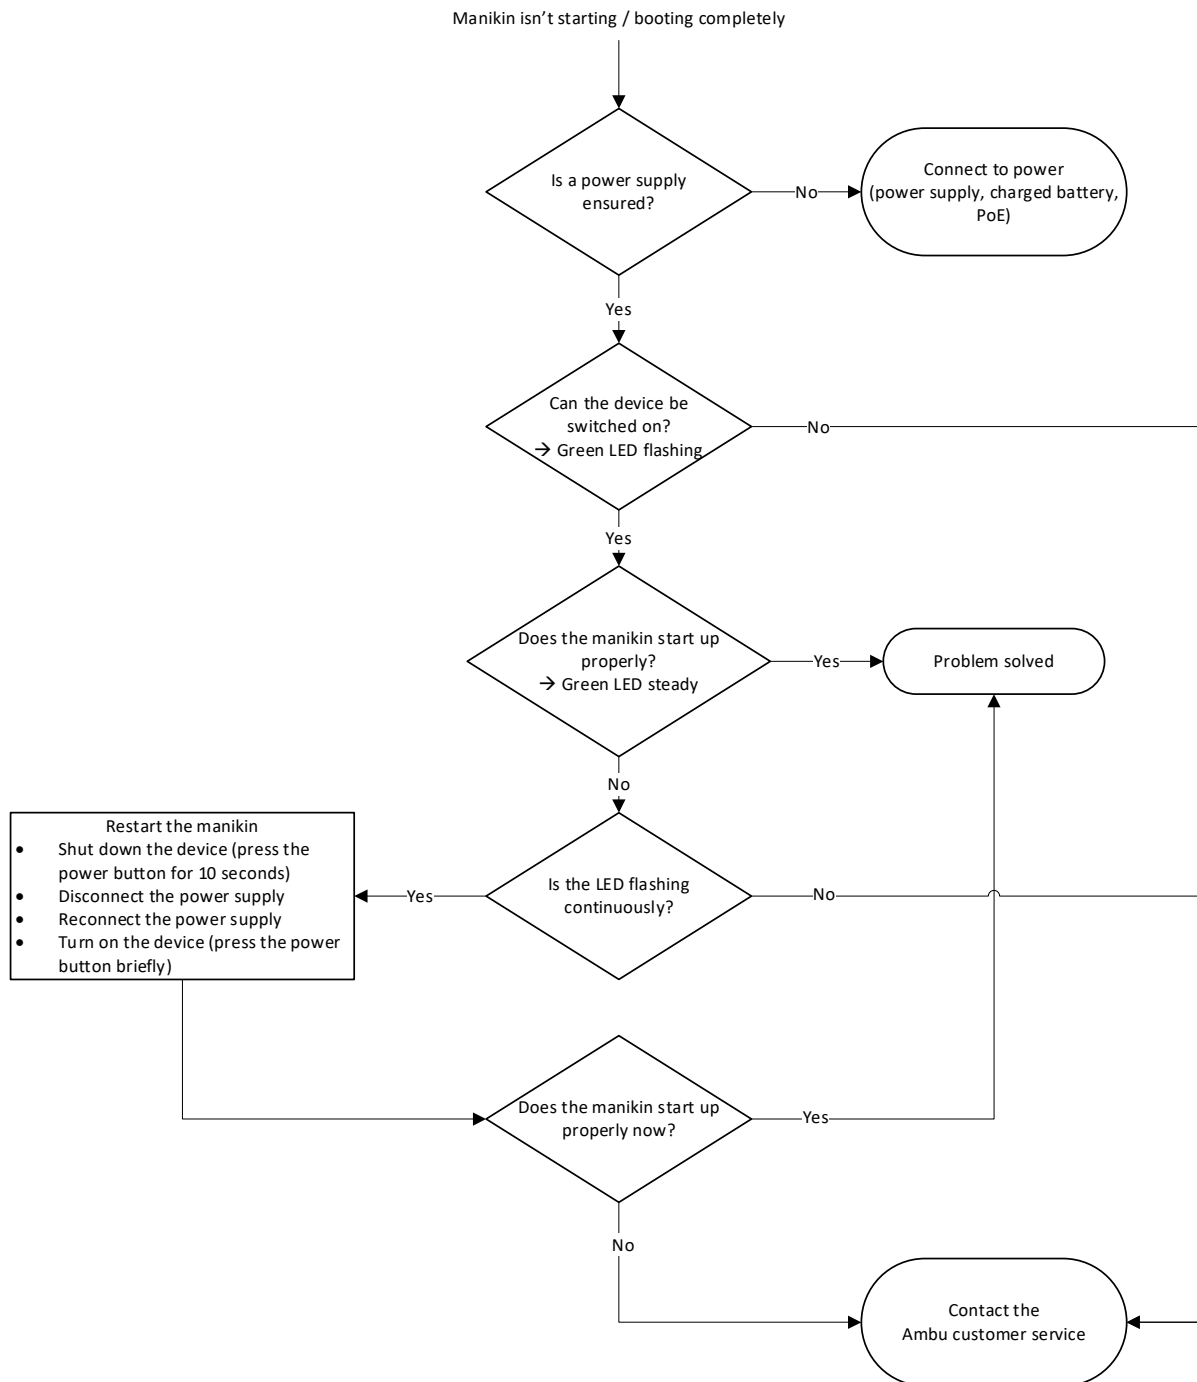 Manikin isn't starting / booting completely
Is a power supply
ensured?
No
Connect to power
(power supply, charged battery,
PoE)
Yes
Can the device be
switched on?
→ Green LED flashing
No
Yes
Does the manikin start up
properly?
→ Green LED steady
Yes
Problem solved
No
Restart the manikin
• Shut down the device (press the
power button for 10 seconds)
• Disconnect the power supply
• Reconnect the power supply
• Turn on the device (press the power
button briefly)
Yes
Is the LED flashing
continuously?
No
Does the manikin start up
properly now?
Yes
No
Contact the
Ambu customer service